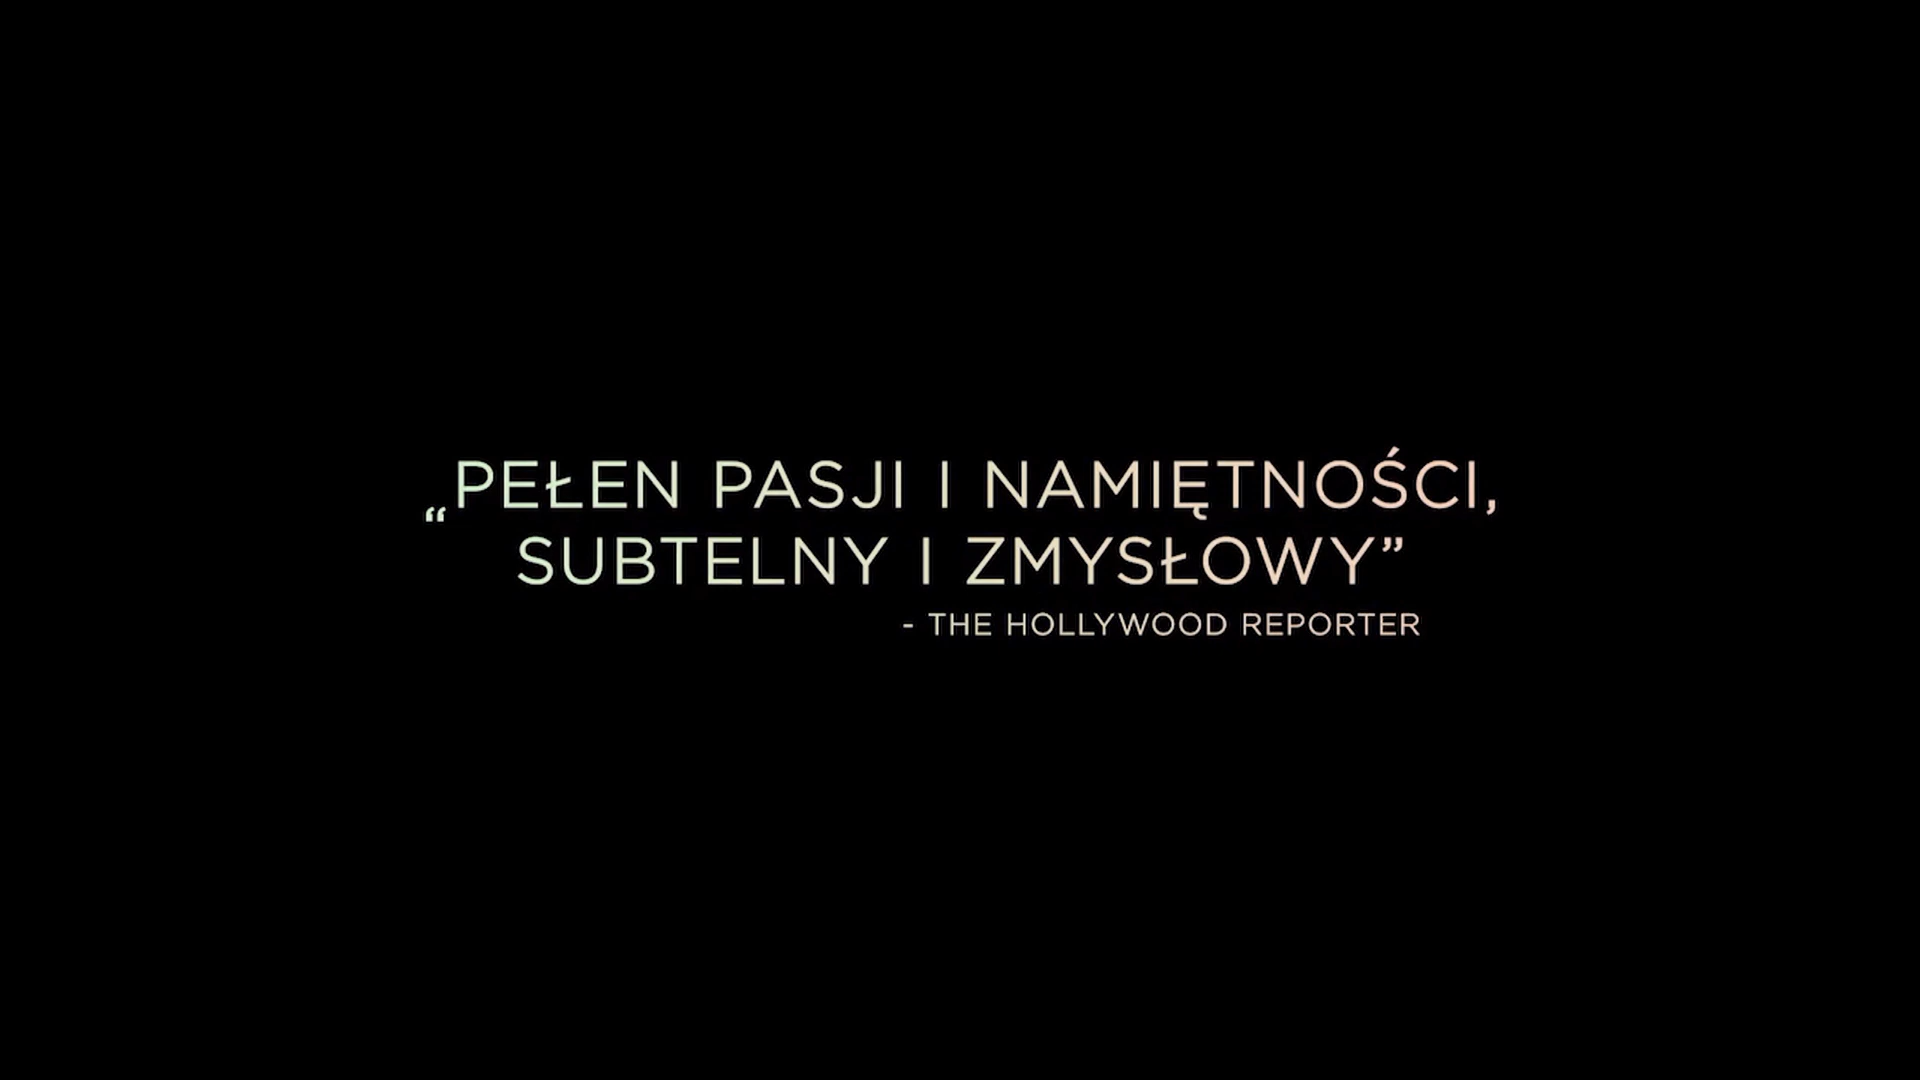 „PEŁEN PASJI I NAMIĘTNOŚCI,
SUBTELNY I ZMYSŁOWY”
- THE HOLLYWOOD REPORTER